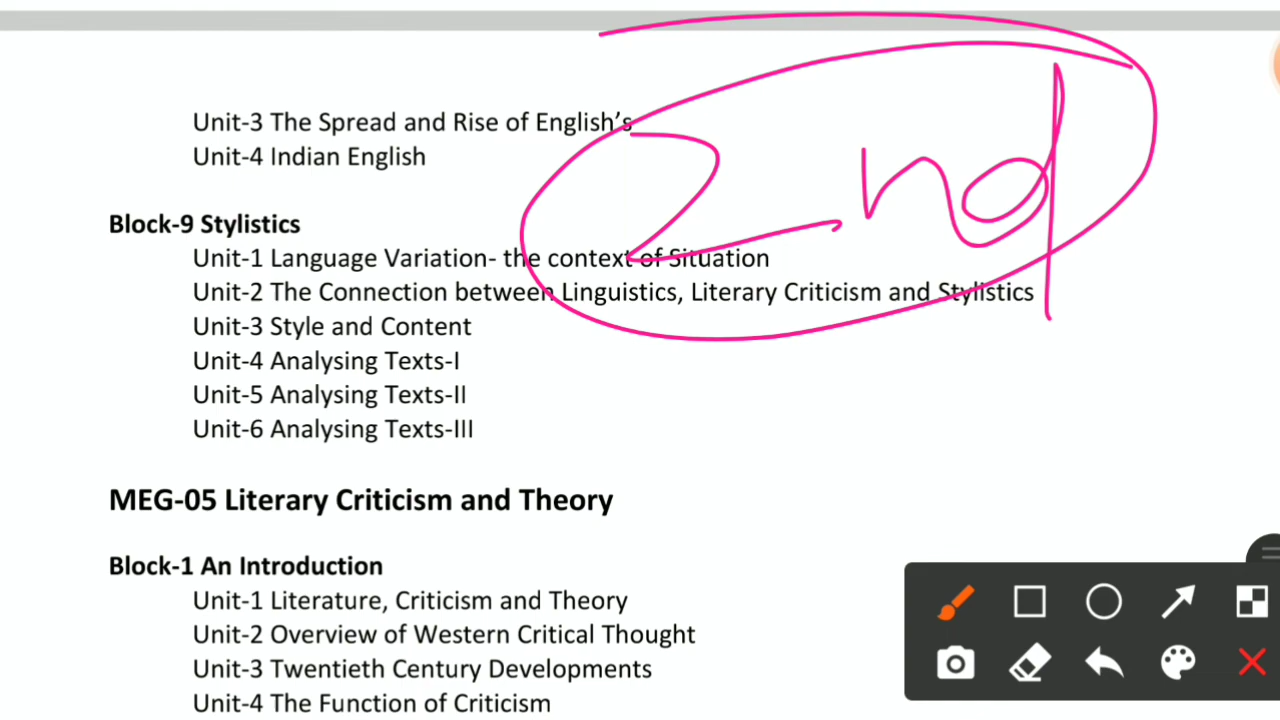 Unit-3 The Spread and Rise of English's
Unit-4 Indian English
2nd
Block-9 Stylistics
Unit-1 Language Variation- the context of Situation
Unit-2 The Connection between Linguistics, Literary Criticism and Stylistics
Unit-3 Style and Content
Unit-4 Analysing Texts-I
Unit-5 Analysing Texts-II
Unit-6 Analysing Texts-III
MEG-05 Literary Criticism and Theory
Block-1 An Introduction
Unit-1 Literature, Criticism and Theory
Unit-2 Overview of Western Critical Thought
Unit-3 Twentieth Century Developments
Unit-4 The Function of Criticism